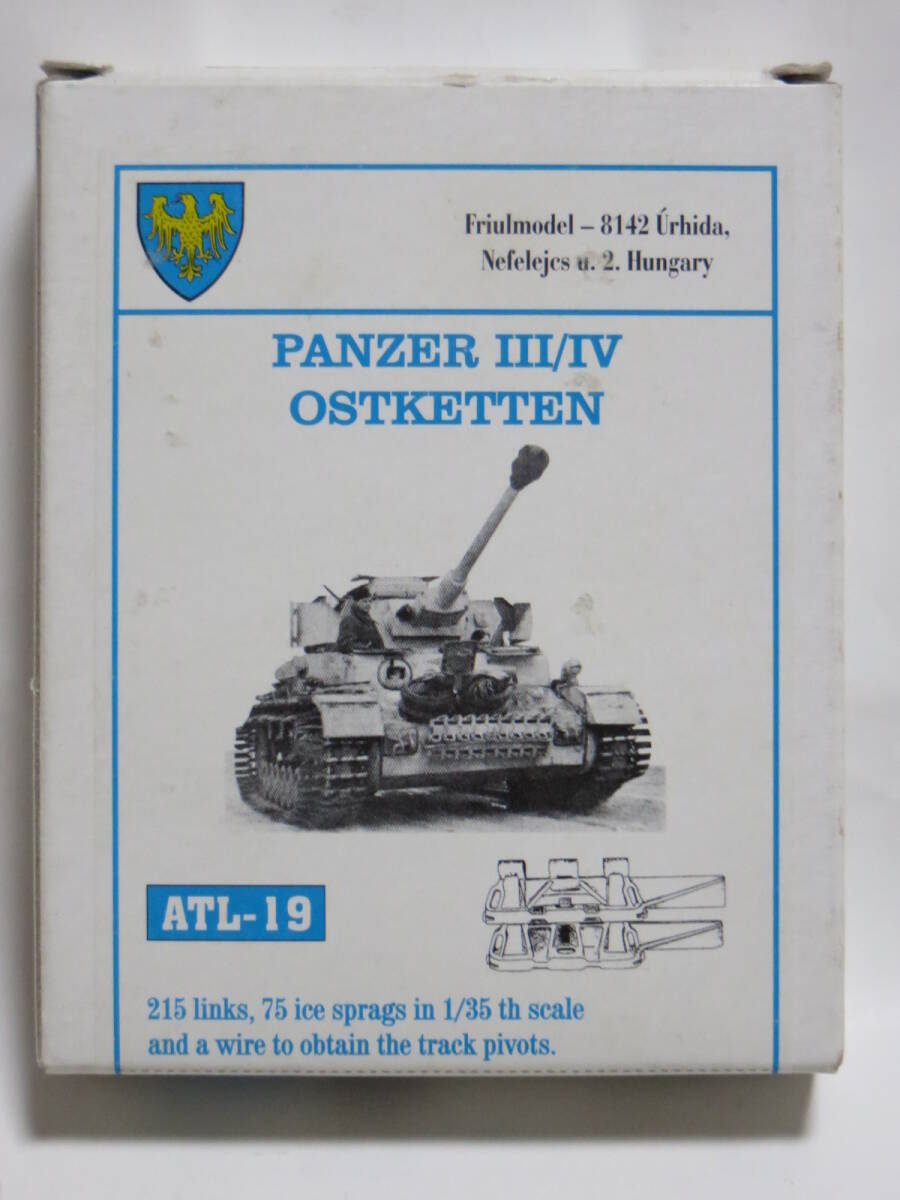 Friulmodel – 8142 Úrhida,
Nefelejcs u. 2. Hungary
PANZER III/IV
OSTKETTEN
ATL-19
215 links, 75 ice sprags in 1/35 th scale
and a wire to obtain the track pivots.